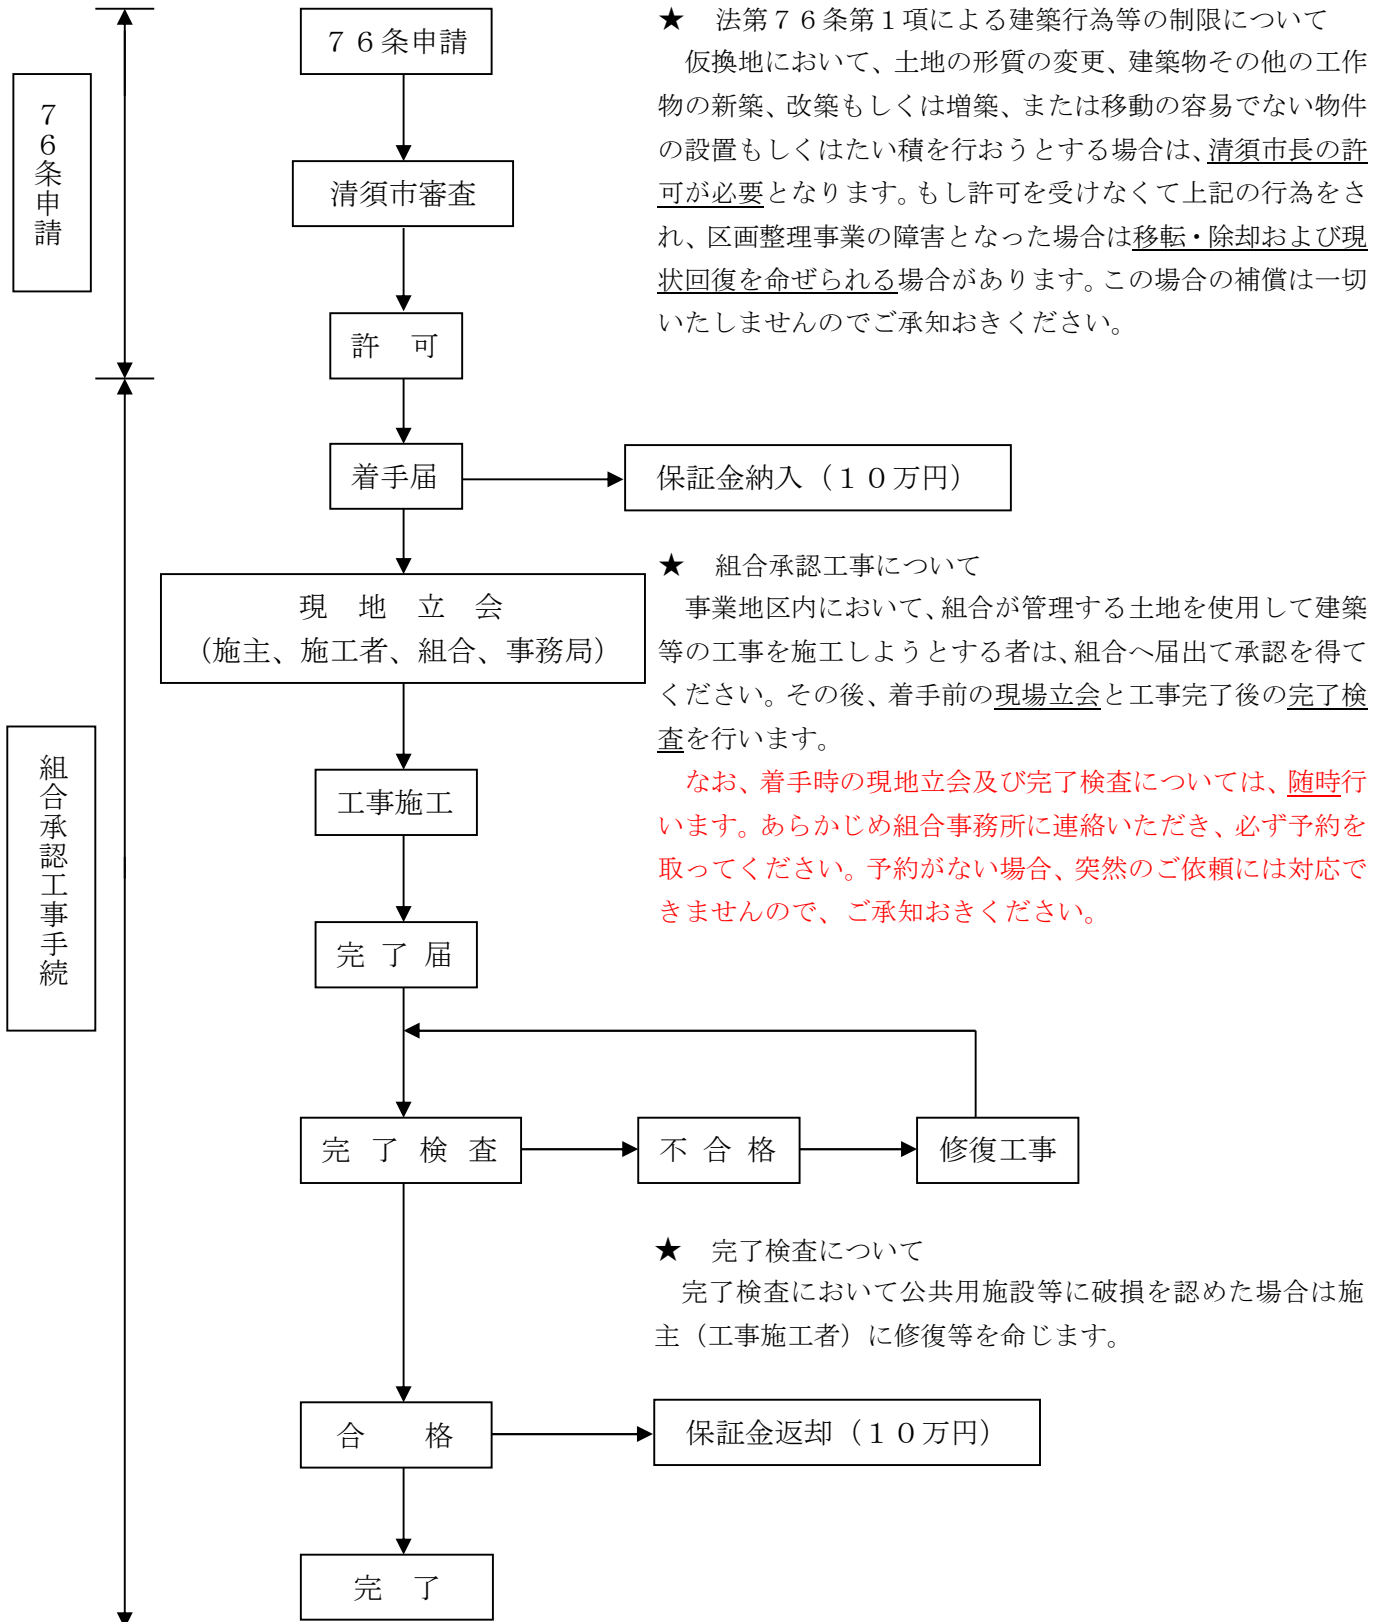 ７６条申請
７６条申請
清須市審査
許　可
★　法第７６条第１項による建築行為等の制限について
仮換地において、土地の形質の変更、建築物その他の工作
物の新築、改築もしくは増築、または移動の容易でない物件
の設置もしくはたい積を行おうとする場合は、清須市長の許
可が必要となります。もし許可を受けなくて上記の行為をさ
れ、区画整理事業の障害となった場合は移転・除却および現
状回復を命ぜられる場合があります。この場合の補償は一切
いたしませんのでご承知おきください。
組合承認工事手続
着手届
保証金納入（１０万円）
現　地　立　会
（施主、施工者、組合、事務局）
★　組合承認工事について
事業地区内において、組合が管理する土地を使用して建築
等の工事を施工しようとする者は、組合へ届出て承認を得て
ください。その後、着手前の現場立会と工事完了後の完了検
査を行います。
なお、着手時の現地立会及び完了検査については、随時行
います。あらかじめ組合事務所に連絡いただき、必ず予約を
取ってください。予約がない場合、突然のご依頼には対応で
きませんので、ご承知おきください。
工事施工
完 了 届
完 了 検 査
不 合 格
修復工事
★　完了検査について
完了検査において公共用施設等に破損を認めた場合は施
主（工事施工者）に修復等を命じます。
合　　格
保証金返却（１０万円）
完　了